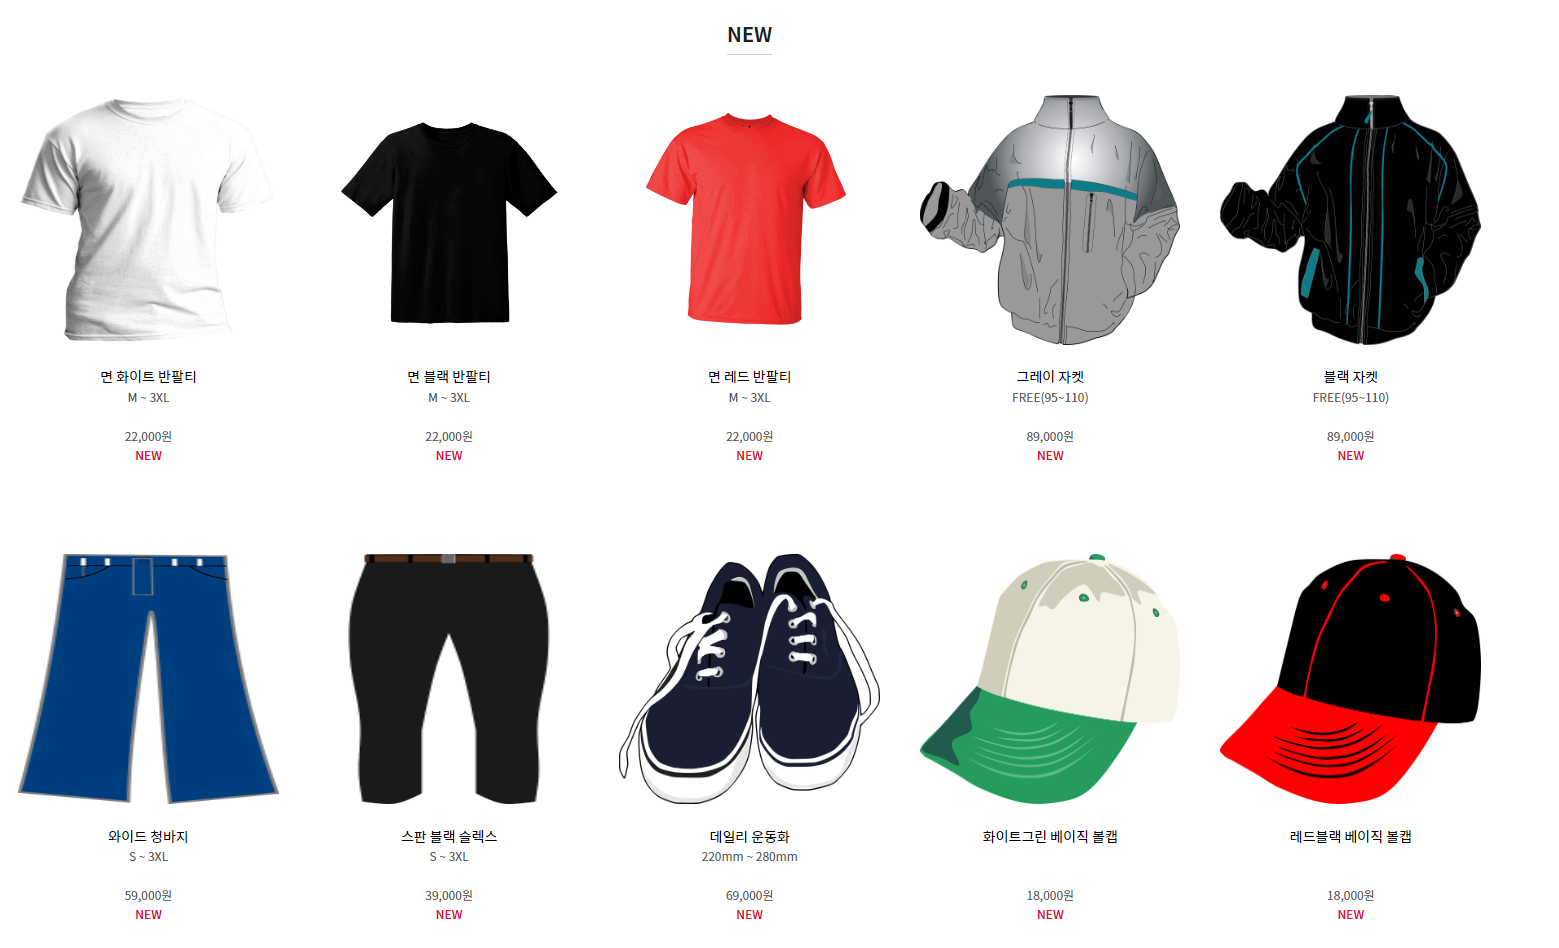 NEW
면 화이트 반팔티
M ~ 3XL
22,000원
NEW
면 블랙 반팔티
M ~ 3XL
22,000원
NEW
면 레드 반팔티
M ~ 3XL
22,000원
NEW
그레이 자켓
FREE(95~110)
89,000원
NEW
블랙 자켓
FREE(95~110)
89,000원
NEW
와이드 청바지
S ~ 3XL
59,000원
NEW
스판 블랙 슬렉스
S ~ 3XL
39,000원
NEW
데일리 운동화
220mm ~ 280mm
69,000원
NEW
화이트그린 베이직 볼캡
18,000원
NEW
레드블랙 베이직 볼캡
18,000원
NEW